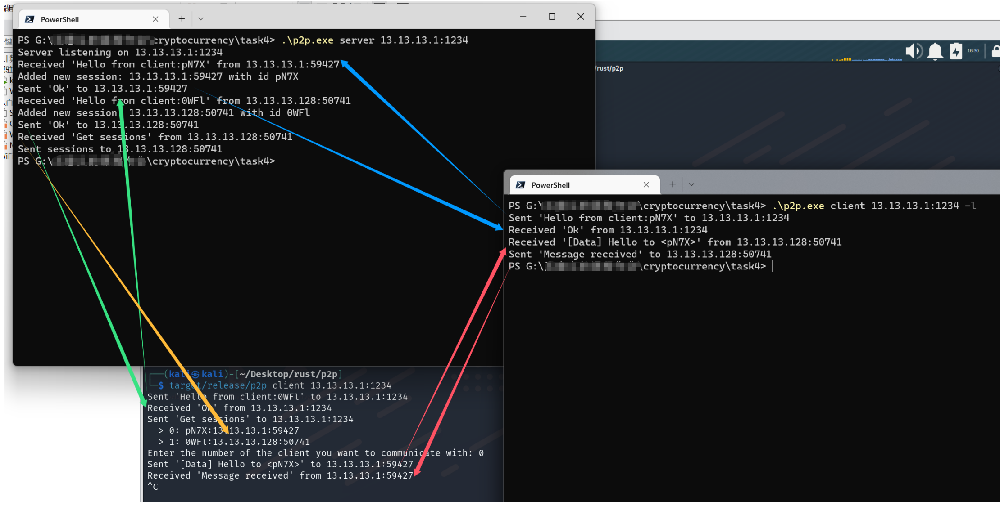 PowerShell
PS G:\ cryptocurrency\task4> .\p2p.exe server 13.13.13.1:1234
Server listening on 13.13.13.1:1234
Received 'Hello from client:pN7X' from 13.13.13.1:59427
Added new session: 13.13.13.1:59427 with id pN7X
Sent 'Ok' to 13.13.13.1:59427
Received 'Hello from client:0WFl' from 13.13.13.128:50741
Added new session: 13.13.13.128:50741 with id 0WFl
Sent 'Ok' to 13.13.13.128:50741
Received 'Get sessions' from 13.13.13.128:50741
Sent sessions to 13.13.13.128:50741
PS G:\ \cryptocurrency\task4>
16:30
/rust/p2p
PowerShell
PS G:\ \cryptocurrency\task4> .\p2p.exe client 13.13.13.1:1234 -l
Sent 'Hello from client:pN7X' to 13.13.13.1:1234
Received 'Ok' from 13.13.13.1:1234
Received '[Data] Hello to <pN7X>' from 13.13.13.128:50741
Sent 'Message received' to 13.13.13.128:50741
PS G:\ \cryptocurrency\task4>
(kali㉿kali)-[~/Desktop/rust/p2p]
$ target/release/p2p client 13.13.13.1:1234
Sent 'Hello from client:0WFl' to 13.13.13.1:1234
Received 'Ok' from 13.13.13.1:1234
Sent 'Get sessions' to 13.13.13.1:1234
> 0: pN7X:13.13.13.1:59427
> 1: 0WFl:13.13.13.128:50741
Enter the number of the client you want to communicate with: 0
Sent '[Data] Hello to <pN7X>' to 13.13.13.1:59427
Received 'Message received' from 13.13.13.1:59427
^C